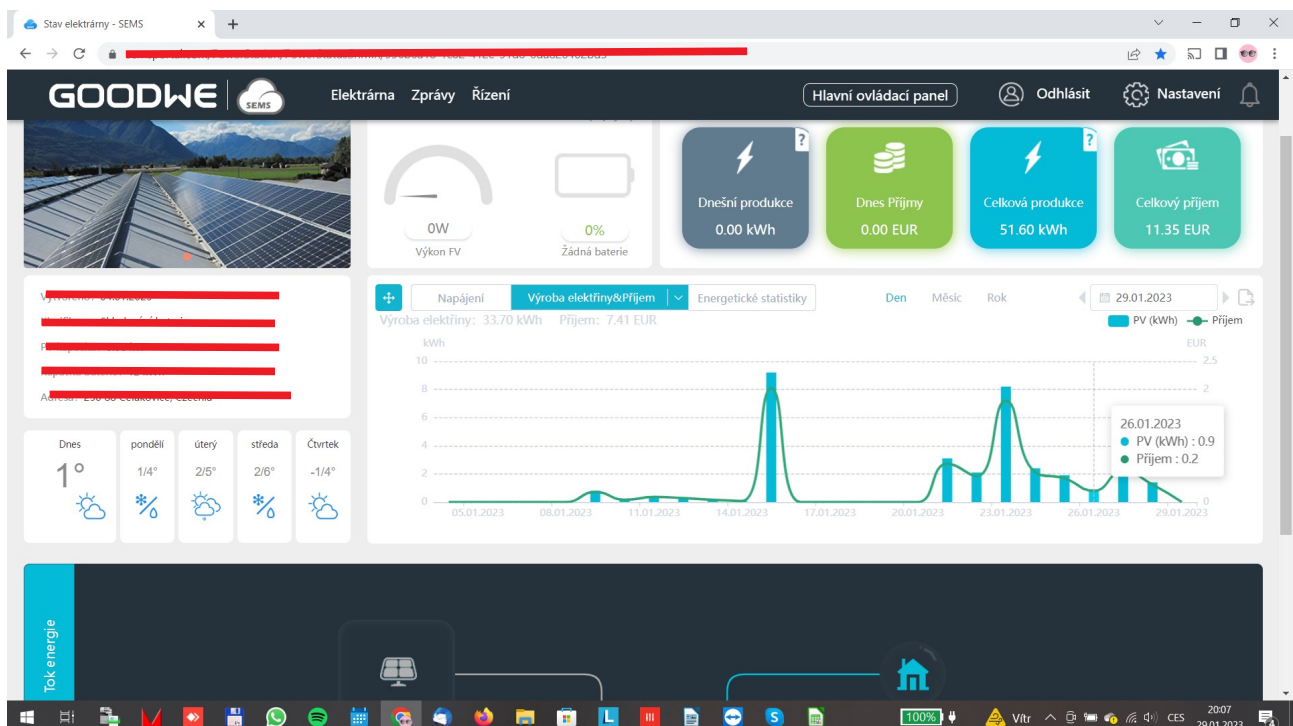 Stav elektrárny - SEMS
GOODWE SEMS Elektrárna Zprávy Řízení Hlavní ovládací panel Odhlásit Nastavení
0W
Výkon FV
0%
Žádná baterie
?
Dnešní produkce
0.00 kWh
Dnes Příjmy
0.00 EUR
?
Celková produkce
51.60 kWh
Celkový příjem
11.35 EUR
Napájení Výroba elektřiny&Příjem Energetické statistiky Den Měsíc Rok 29.01.2023
Výroba elektřiny: 33.70 kWh Příjem: 7.41 EUR
PV (kWh) Příjem
kWh EUR
10 2.5
8 2
6
4
2
0 0
26.01.2023
PV (kWh) : 0.9
Příjem : 0.2
05.01.2023 08.01.2023 11.01.2023 14.01.2023 17.01.2023 20.01.2023 23.01.2023 26.01.2023 29.01.2023
Dnes pondělí úterý středa Čtvrtek
1° 1/4° 2/5° 2/6° -1/4°
Tok energie
100% Vítr CES 20:07
29.01.2023